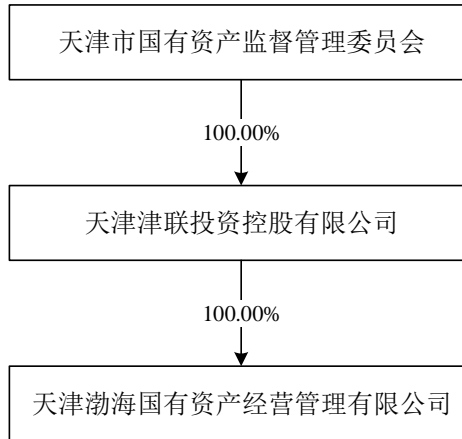 天津市国有资产监督管理委员会
100.00%
天津津联投资控股有限公司
100.00%
天津渤海国有资产经营管理有限公司